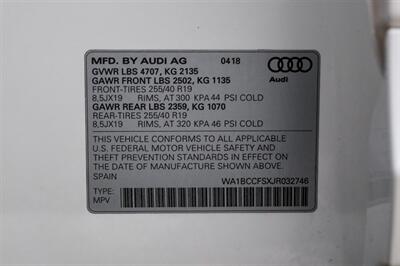 MFD. BY AUDI AG 0418
GVWR LBS 4707, KG 2135
GAWR FRONT LBS 2502, KG 1135
FRONT-TIRES 255/40 R19
8,5JX19 RIMS, AT 300 KPA 44 PSI COLD
GAWR REAR LBS 2359, KG 1070
REAR-TIRES 255/40 R19
8,5JX19 RIMS, AT 320 KPA 46 PSI COLD
Audi
THIS VEHICLE CONFORMS TO ALL APPLICABLE
U.S. FEDERAL MOTOR VEHICLE SAFETY AND
THEFT PREVENTION STANDARDS IN EFFECT ON
THE DATE OF MANUFACTURE SHOWN ABOVE.
SPAIN WA1BCCFSXJR032746
TYPE:
MPV